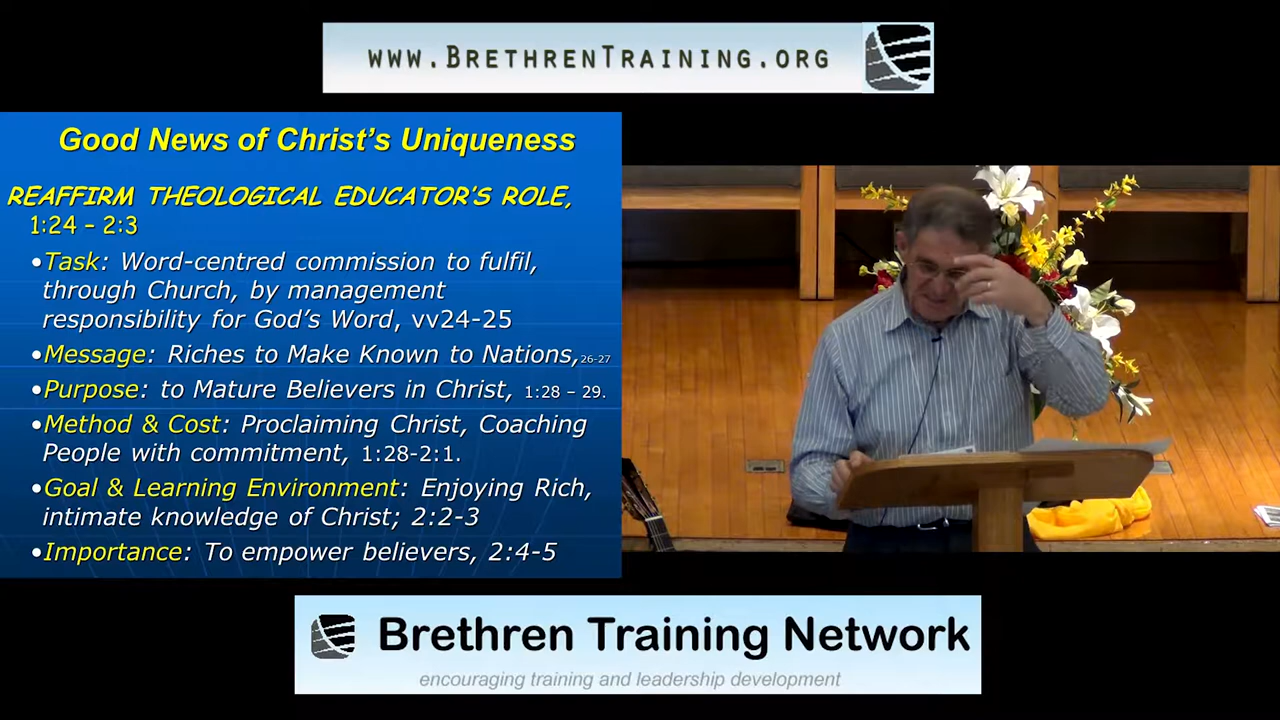 www.BrethrenTraining.org
Good News of Christ's Uniqueness
REAFFIRM THEOLOGICAL EDUCATOR'S ROLE,
1:24 – 2:3
•Task: Word-centred commission to fulfil,
through Church, by management
responsibility for God's Word, vv24-25
•Message: Riches to Make Known to Nations,26-27
•Purpose: to Mature Believers in Christ, 1:28 – 29.
•Method & Cost: Proclaiming Christ, Coaching
People with commitment, 1:28-2:1.
•Goal & Learning Environment: Enjoying Rich,
intimate knowledge of Christ; 2:2-3
•Importance: To empower believers, 2:4-5
Brethren Training Network
encouraging training and leadership development